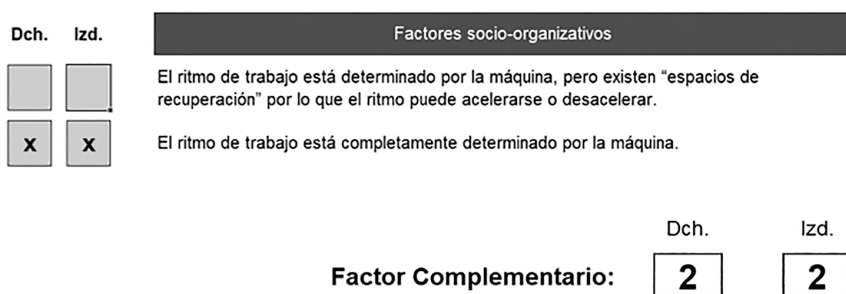 Dch. Izd. Factores socio-organizativos
El ritmo de trabajo está determinado por la máquina, pero existen “espacios de
recuperación” por lo que el ritmo puede acelerarse o desacelerar.
x x El ritmo de trabajo está completamente determinado por la máquina.
Dch. Izd.
Factor Complementario: 2 2